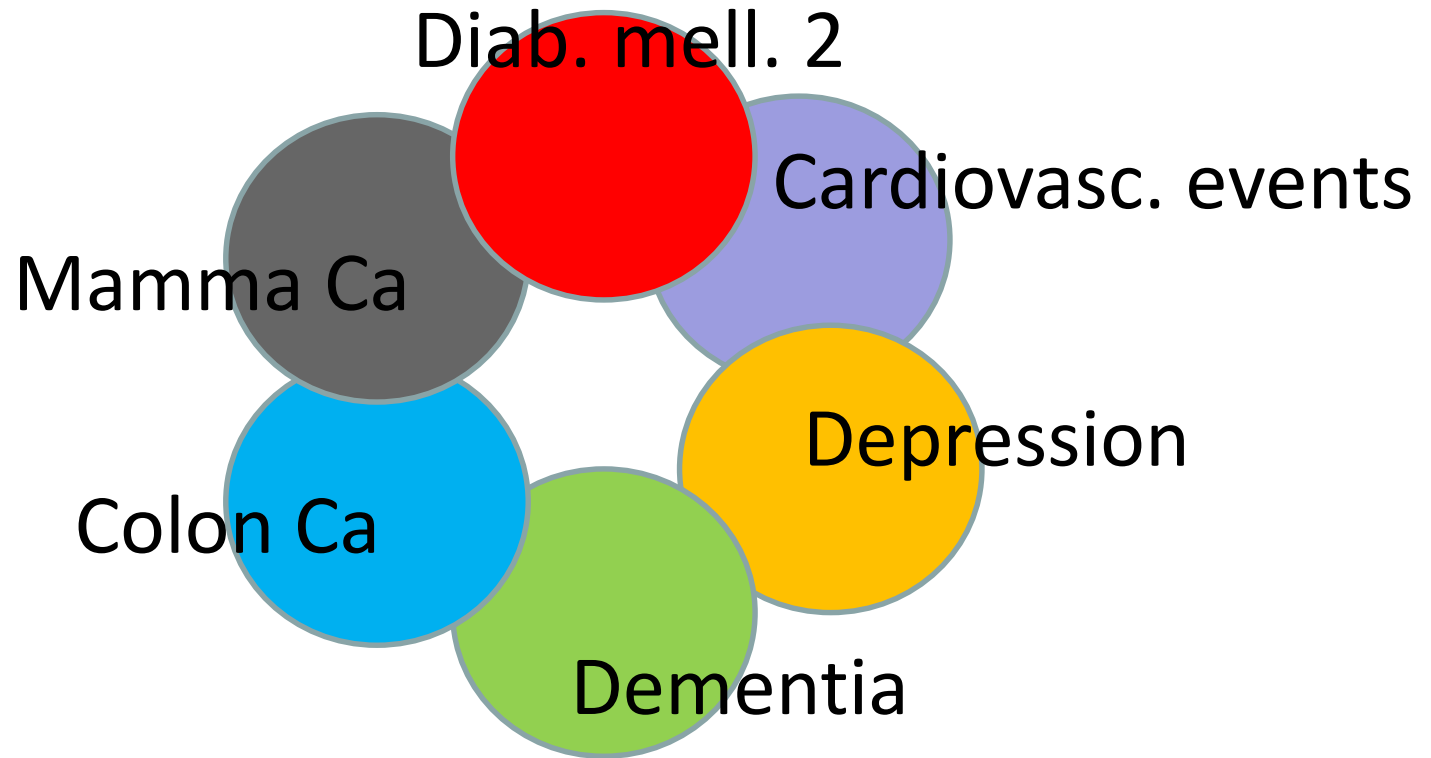 Diab. mell. 2
Cardiovasc. events
Mamma Ca
Depression
Colon Ca
Dementia